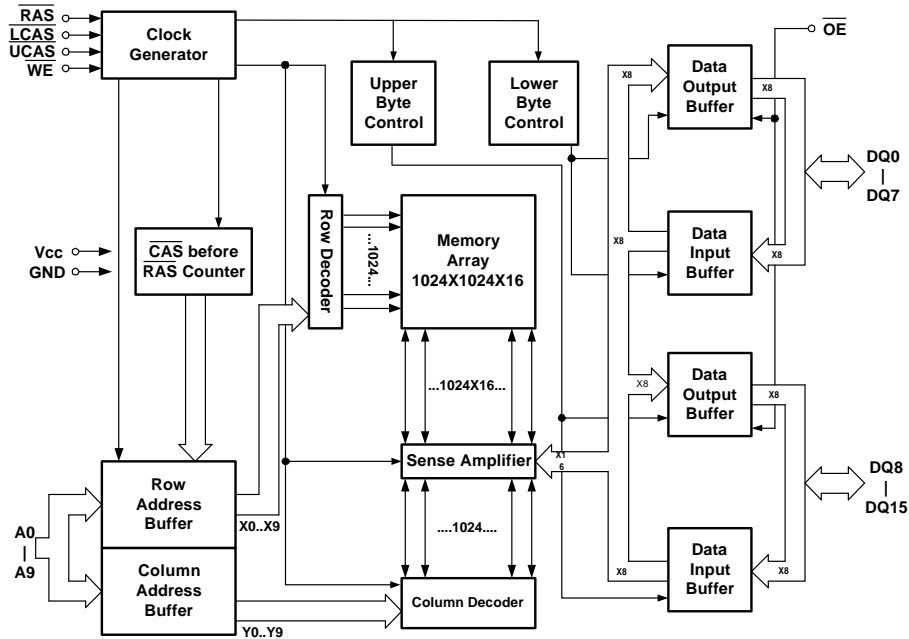 RAS
LCAS
UCAS
WE
Clock
Generator
OE
Upper
Byte
Control
Lower
Byte
Control
Data
Output
Buffer
X8
X8
DQ0
DQ7
Vcc
GND
CAS before
RAS Counter
Row Decoder
...1024...
Memory
Array
1024X1024X16
X8
Data
Input
Buffer
X8
...1024X16...
X8
Data
Output
Buffer
X8
Sense Amplifier
X1
6
DQ8
DQ15
A0
A9
Row
Address
Buffer
X0..X9
....1024....
Column
Address
Buffer
Y0..Y9
Column Decoder
X8
Data
Input
Buffer
X8